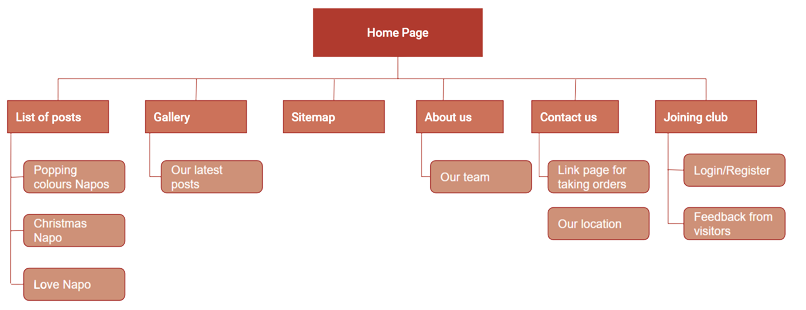 Home Page
List of posts
Gallery
Sitemap
About us
Contact us
Joining club
Popping
colours Napos
Christmas
Napo
Love Napo
Our latest
posts
Our team
Link page for
taking orders
Our location
Login/Register
Feedback from
visitors